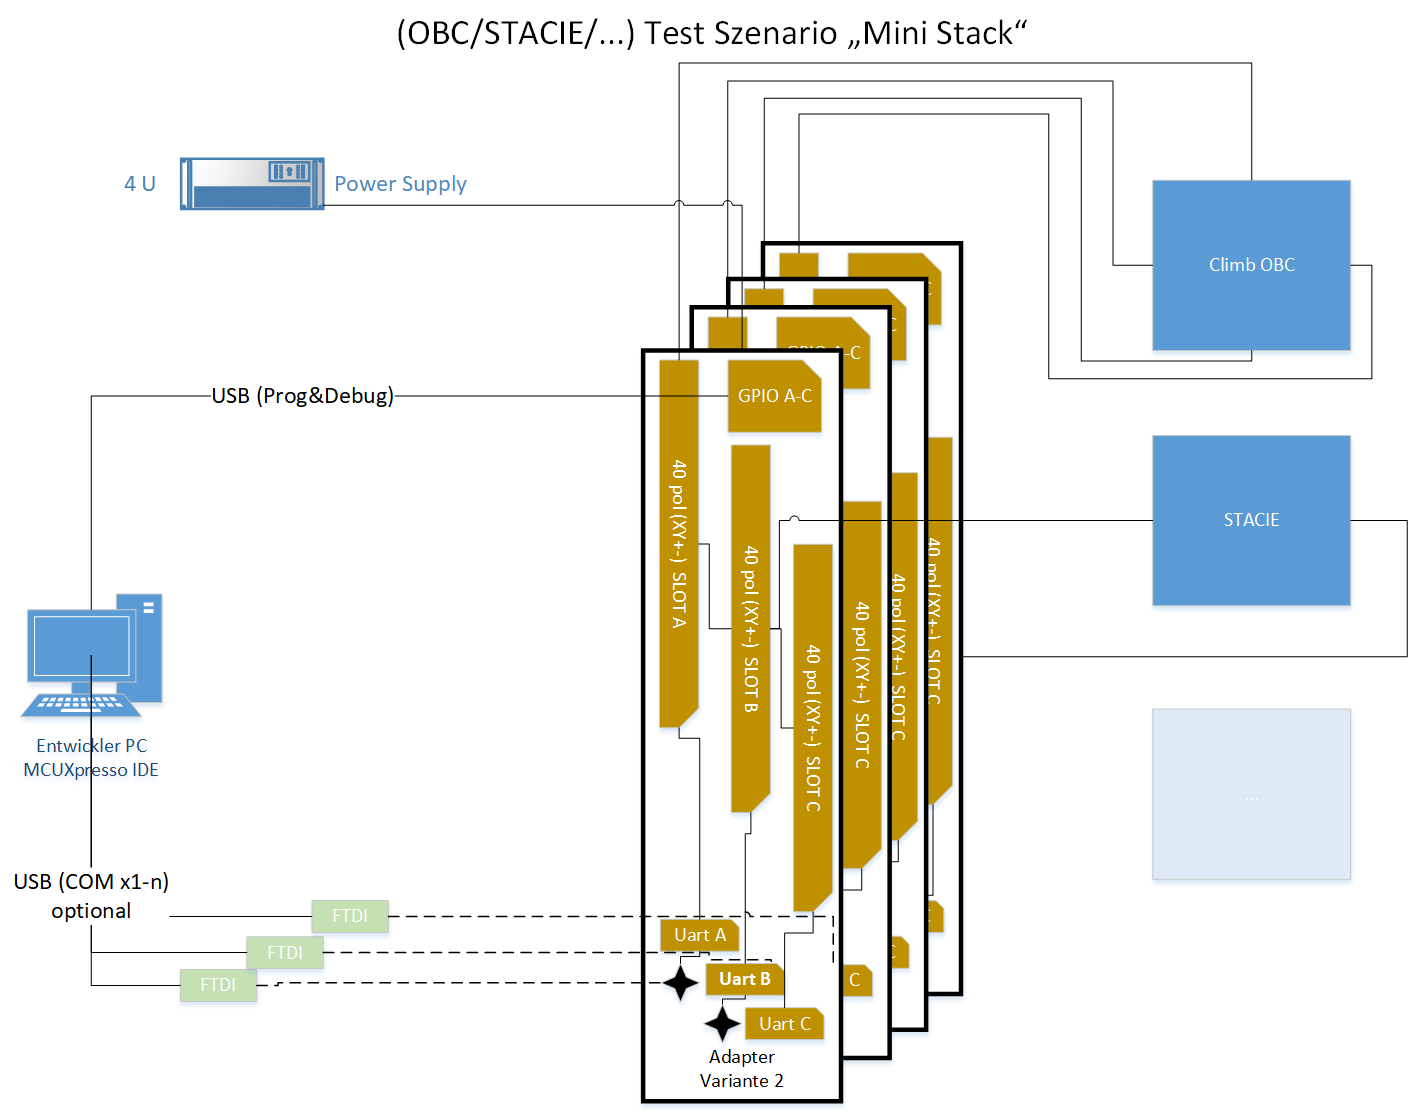 (OBC/STACIE/...) Test Szenario „Mini Stack“
4 U
Power Supply
Climb OBC
C
C
GPIO A-C
GPIO A-C
USB (Prog&Debug)
40 pol (XY+-) SLOT A
40 pol (XY+-) SLOT B
40 pol (XY+-) SLOT C
40 pol (XY+-) SLOT C
40 pol (XY+-) SLOT C
40 pol (XY+-) SLOT C
STACIE
...
Entwickler PC
MCUXpresso IDE
USB (COM x1-n)
optional
FTDI
FTDI
FTDI
Uart A
Uart B
Uart C
C
C
C
Adapter
Variante 2